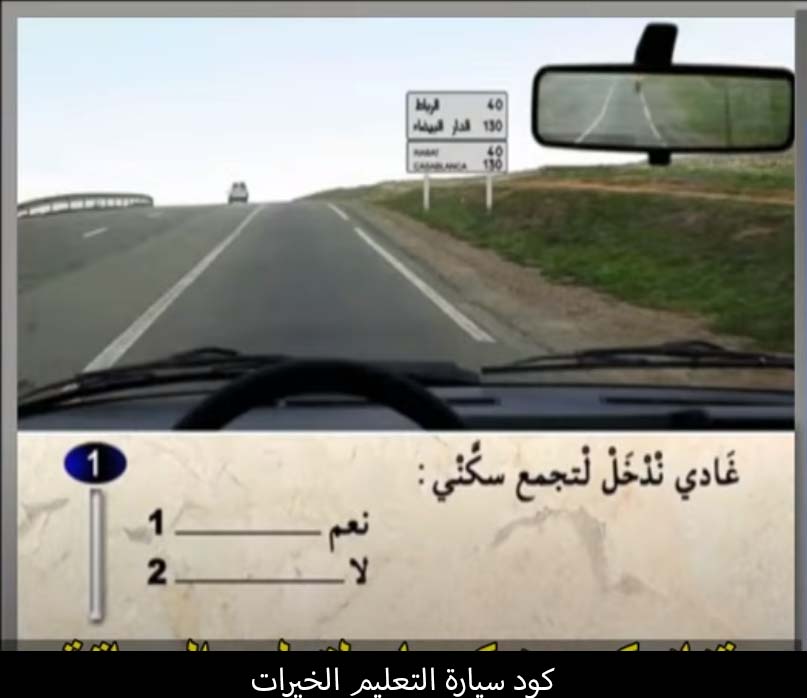 الرباط 40
الدار البيضاء 130
RABAT 40
CASABLANCA 130
1
غَادي نْدْخَلْ لْتجمع سكَّنْي :
نعم 1
لا 2
كود سيارة التعليم الخيرات